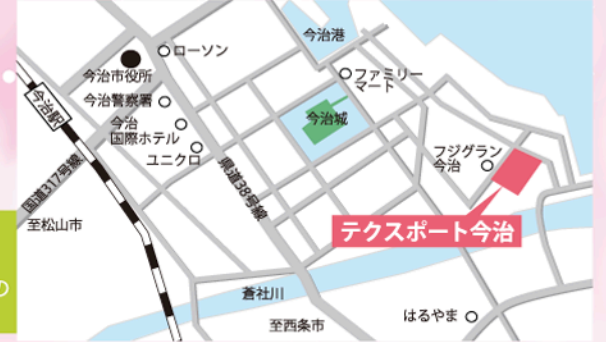 今治港
ローソン
ファミリー
マート
今治市役所
今治警察署
今治駅
今治
国際ホテル
ユニクロ
今治城
フジグラン
今治
国道317号線
県道38号線
至松山市
テクスポート今治
の
蒼社川
至西条市
はるやま